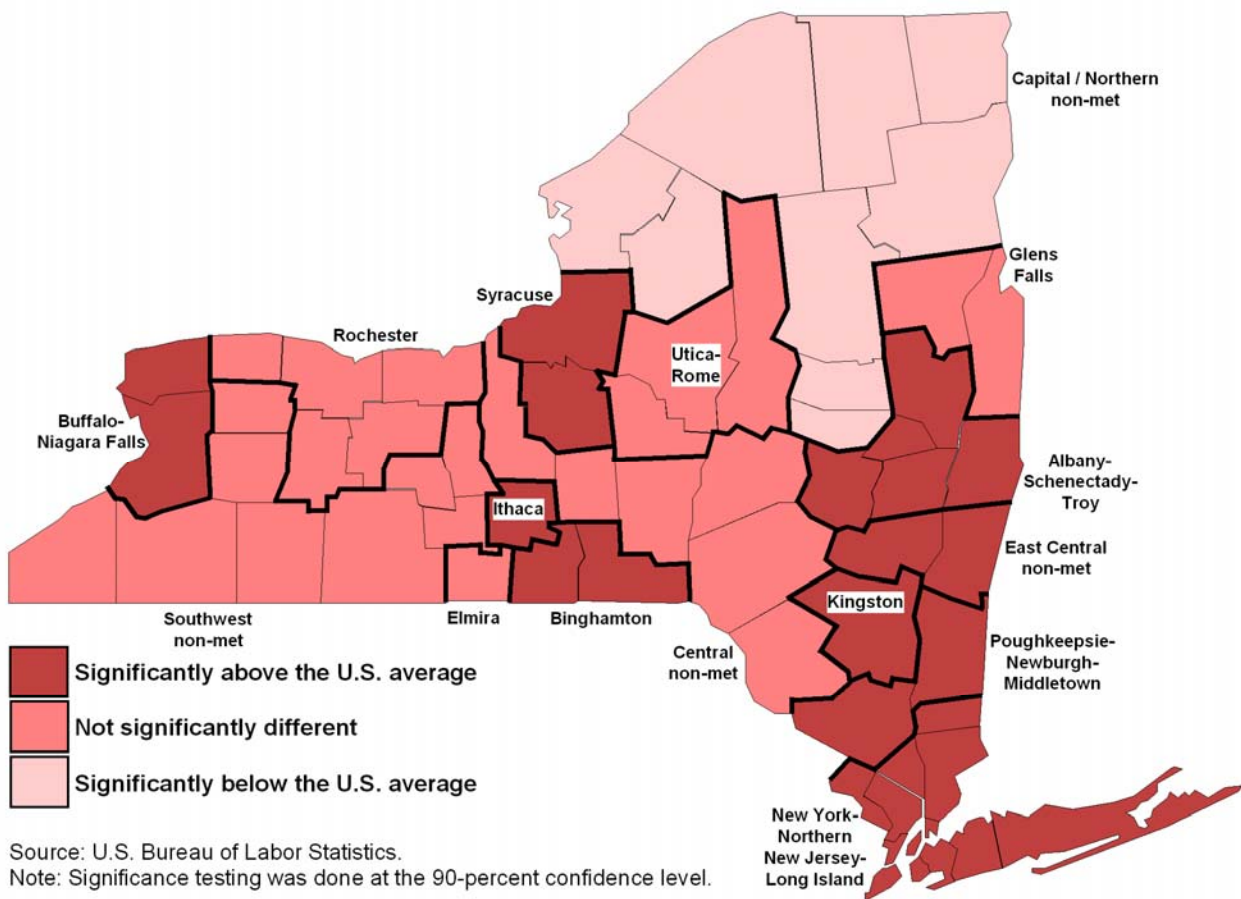 Capital / Northern
non-met
Glens
Falls
Syracuse
Rochester
Utica-
Rome
Buffalo-
Niagara Falls
Albany-
Schenectady-
Troy
Ithaca
East Central
non-met
Kingston
Southwest
non-met
Elmira
Binghamton
Central
non-met
Poughkeepsie-
Newburgh-
Middletown
Significantly above the U.S. average
Not significantly different
Significantly below the U.S. average
New York-
Northern
New Jersey-
Long Island
Source: U.S. Bureau of Labor Statistics.
Note: Significance testing was done at the 90-percent confidence level.